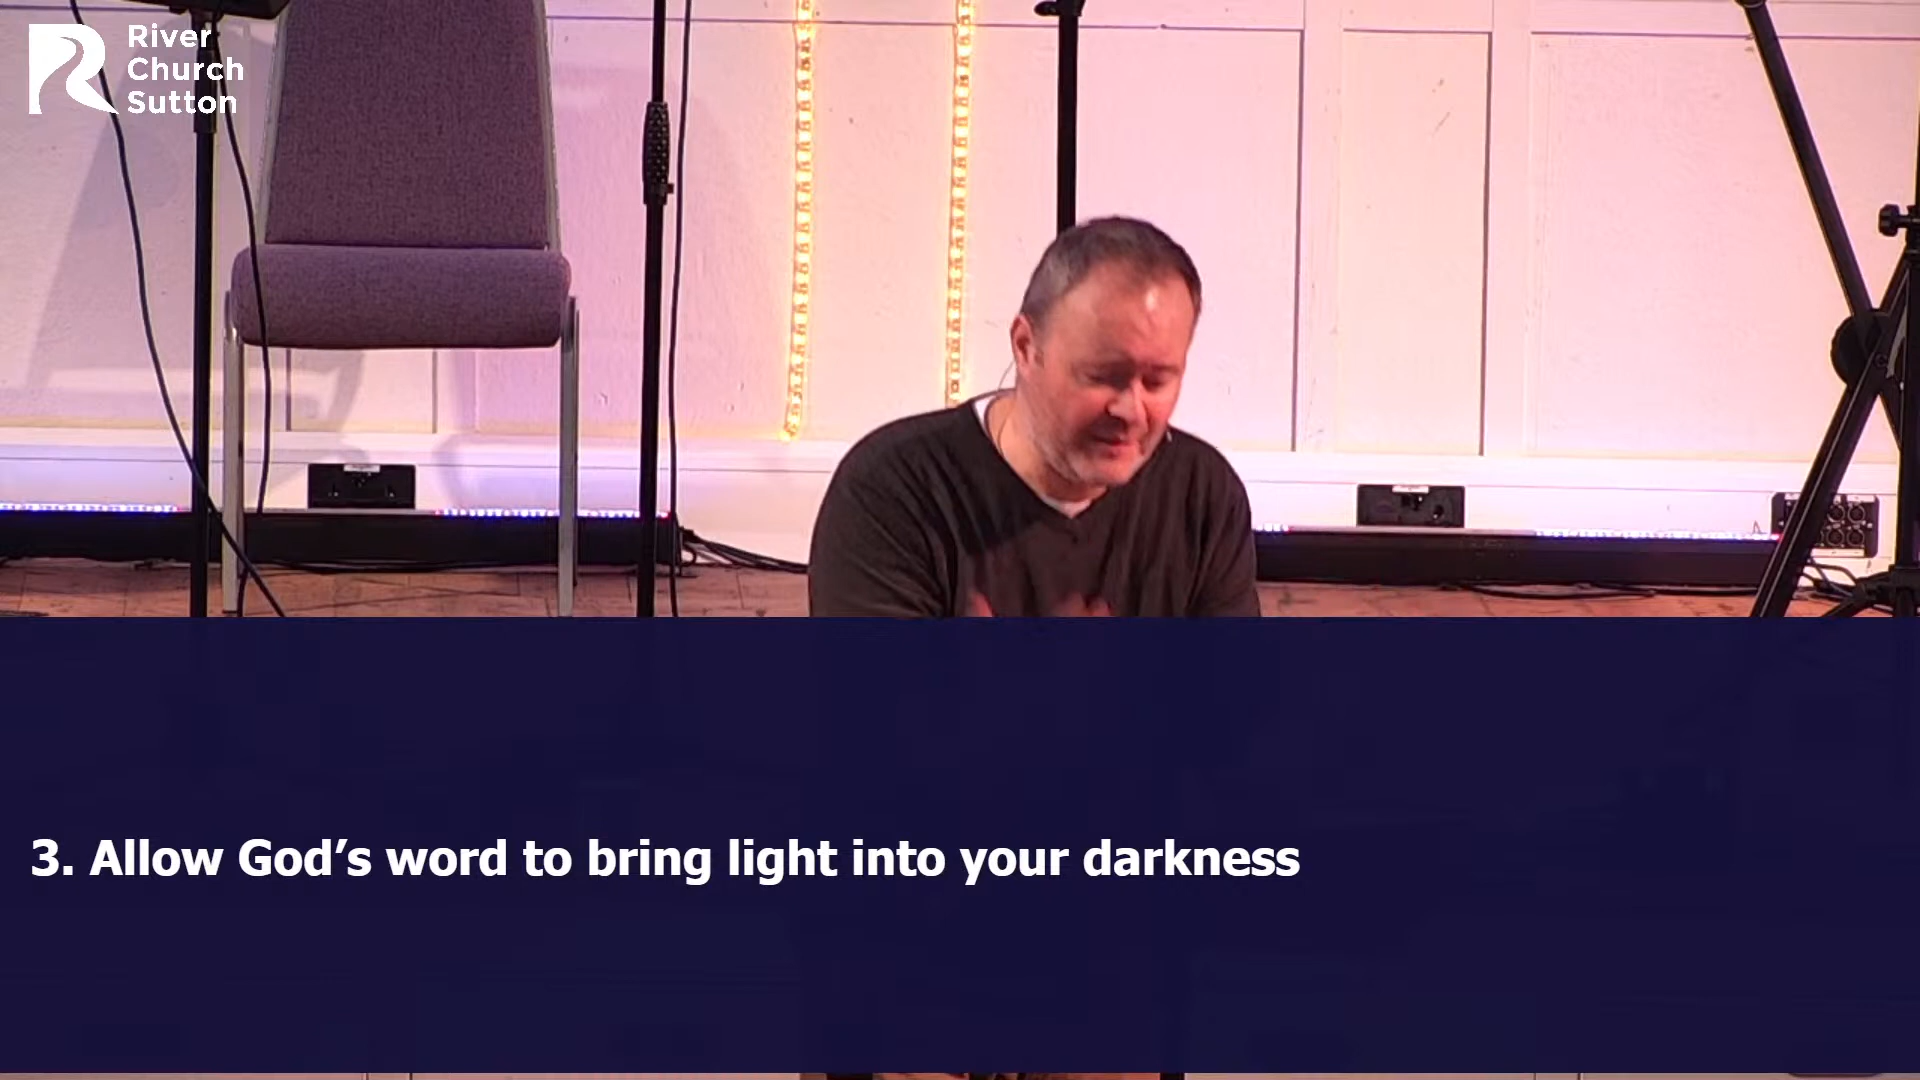 River
Church
Sutton
3. Allow God’s word to bring light into your darkness